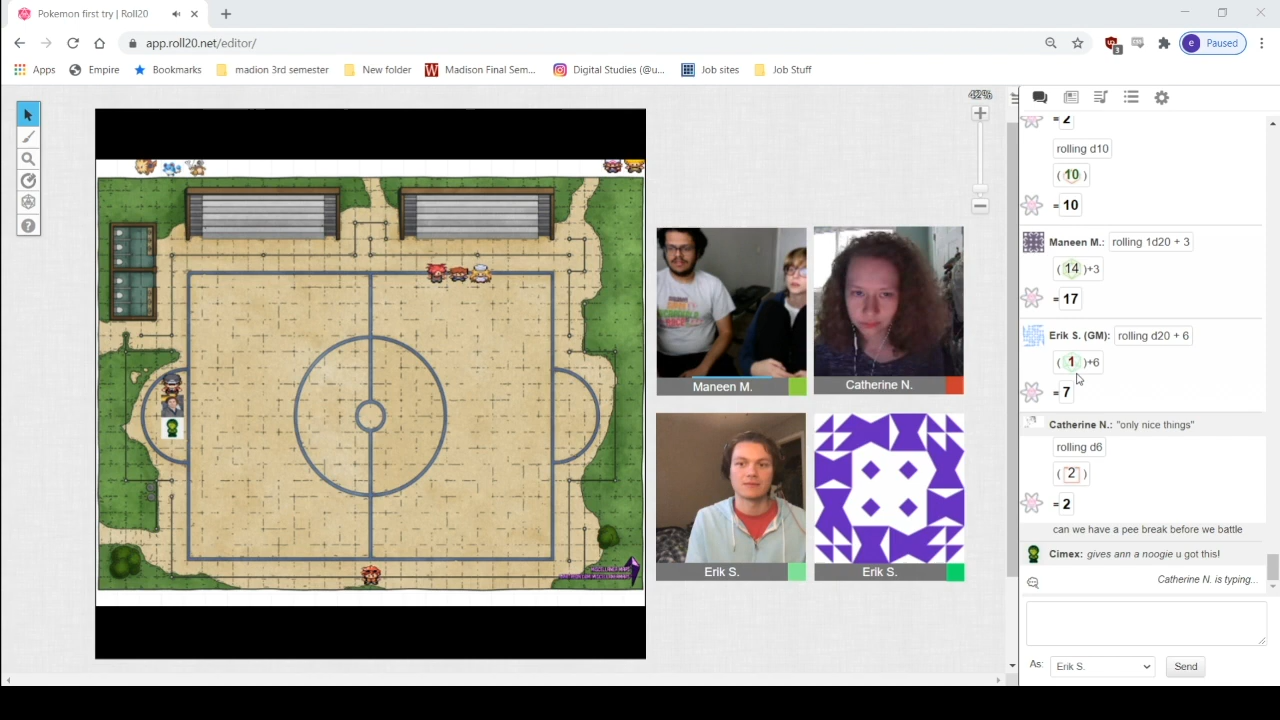 Pokemon first try | Roll20
app.roll20.net/editor/
3
e Paused
Apps Empire Bookmarks madion 3rd semester New folder Madison Final Sem... Digital Studies (@u... Job sites Job Stuff
42%
= 2
rolling d10
( 10 )
= 10
Maneen M.: rolling 1d20 + 3
( 14 )+3
= 17
Erik S. (GM): rolling d20 + 6
( 1 )+6
= 7
Catherine N.: "only nice things"
rolling d6
( 2 )
= 2
can we have a pee break before we battle
Cimex: gives ann a noogie u got this!
Catherine N. is typing...
As: Erik S. Send
Maneen M.
Catherine N.
Erik S.
Erik S.